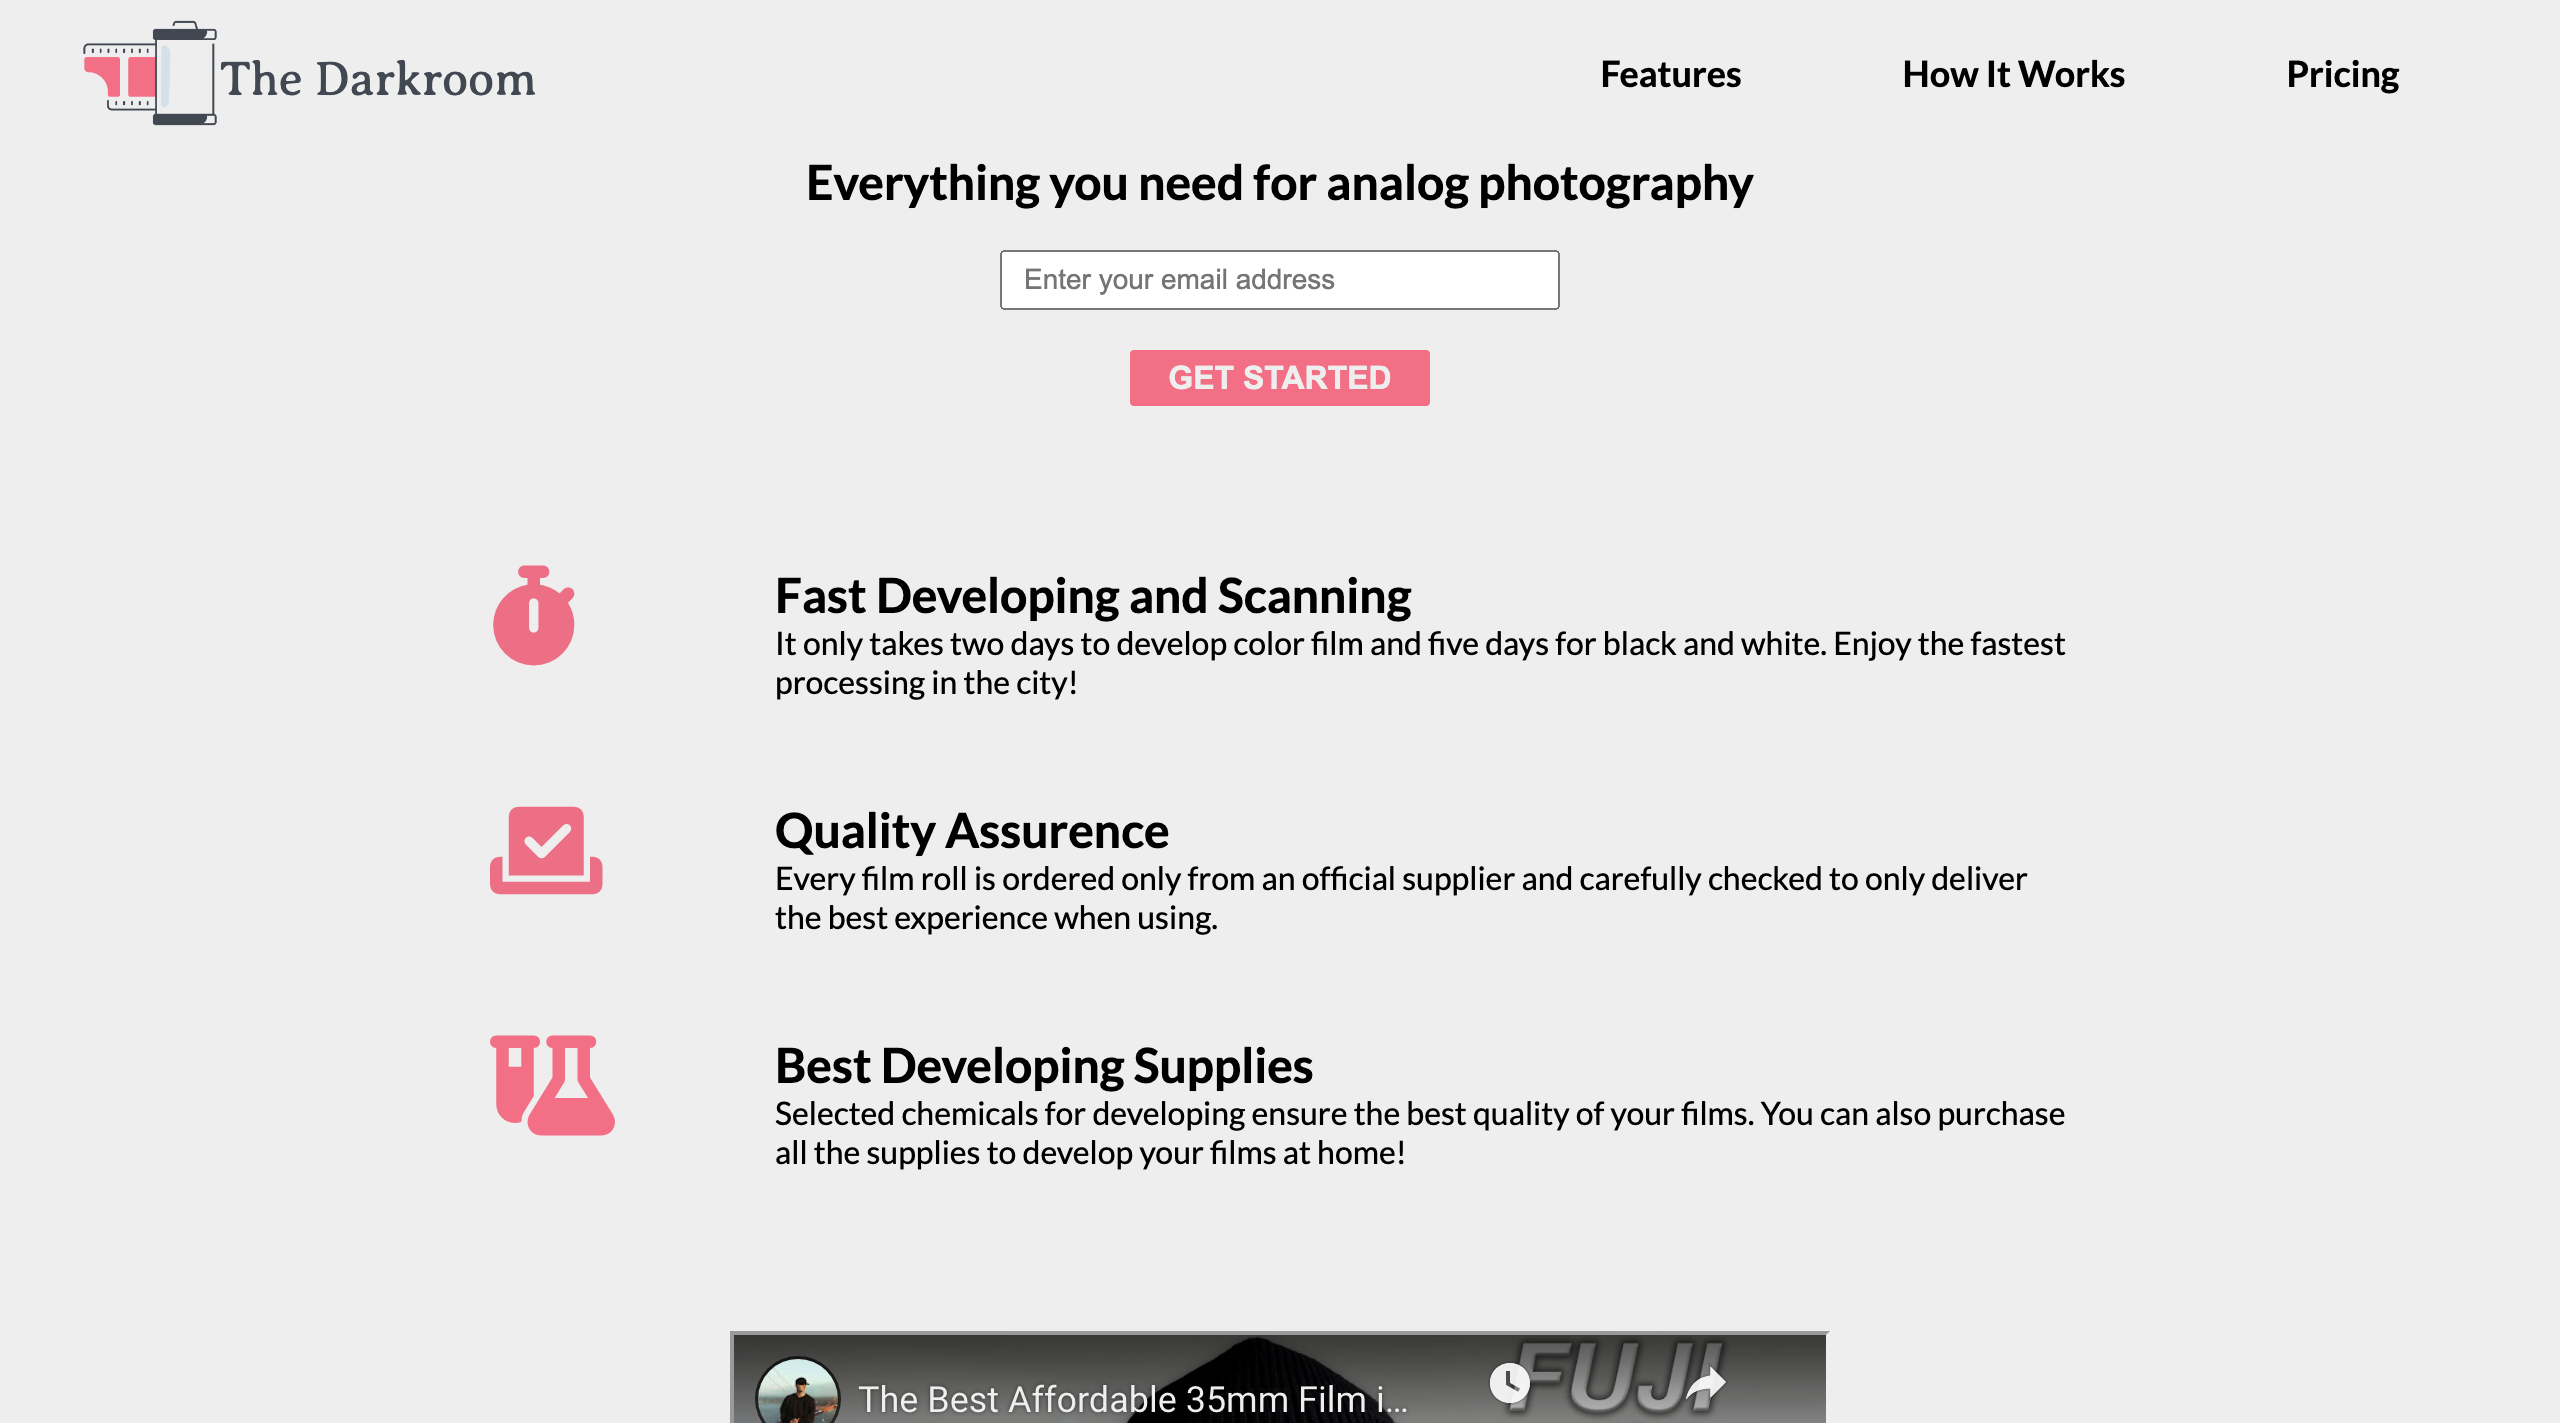 The Darkroom
Features
How It Works
Pricing
Everything you need for analog photography
Enter your email address
GET STARTED
Fast Developing and Scanning
It only takes two days to develop color film and five days for black and white. Enjoy the fastest
processing in the city!
Quality Assurence
Every film roll is ordered only from an official supplier and carefully checked to only deliver
the best experience when using.
Best Developing Supplies
Selected chemicals for developing ensure the best quality of your films. You can also purchase
all the supplies to develop your films at home!
The Best Affordable 35mm Film i...
FUJI